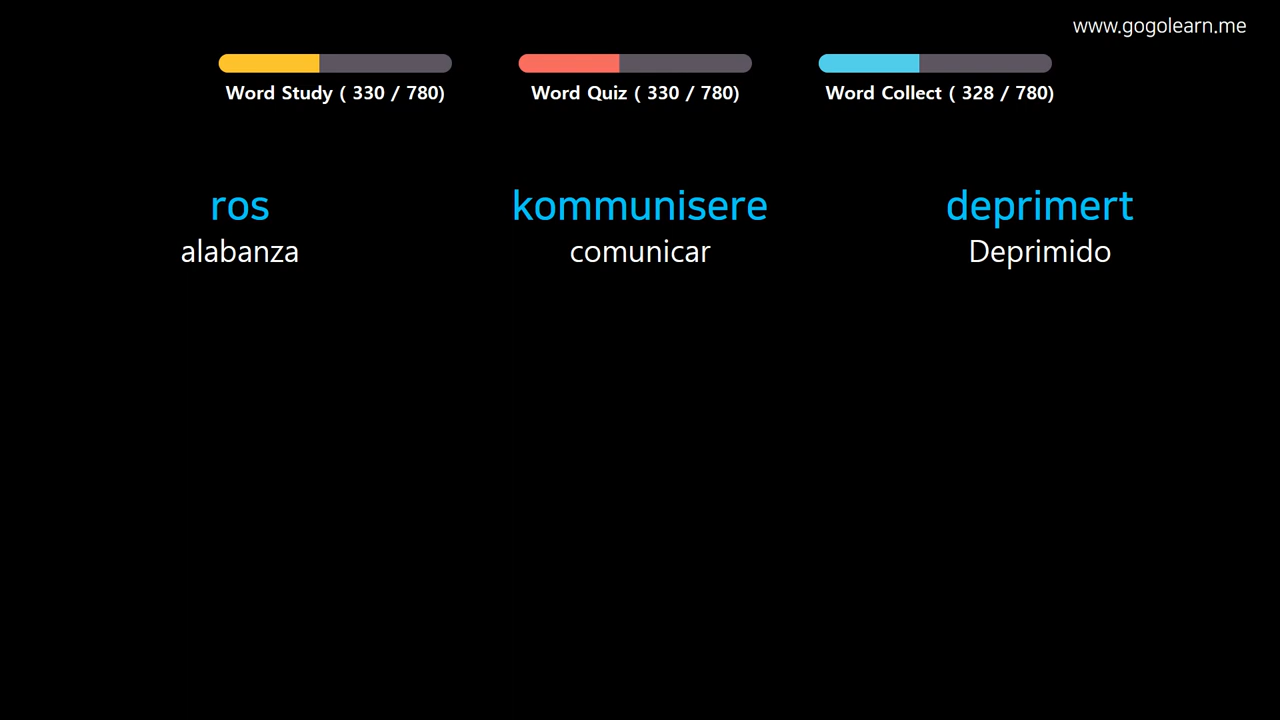 www.gogolearn.me
Word Study ( 330 / 780)
Word Quiz ( 330 / 780)
Word Collect ( 328 / 780)
ros
kommunisere
deprimert
alabanza
comunicar
Deprimido